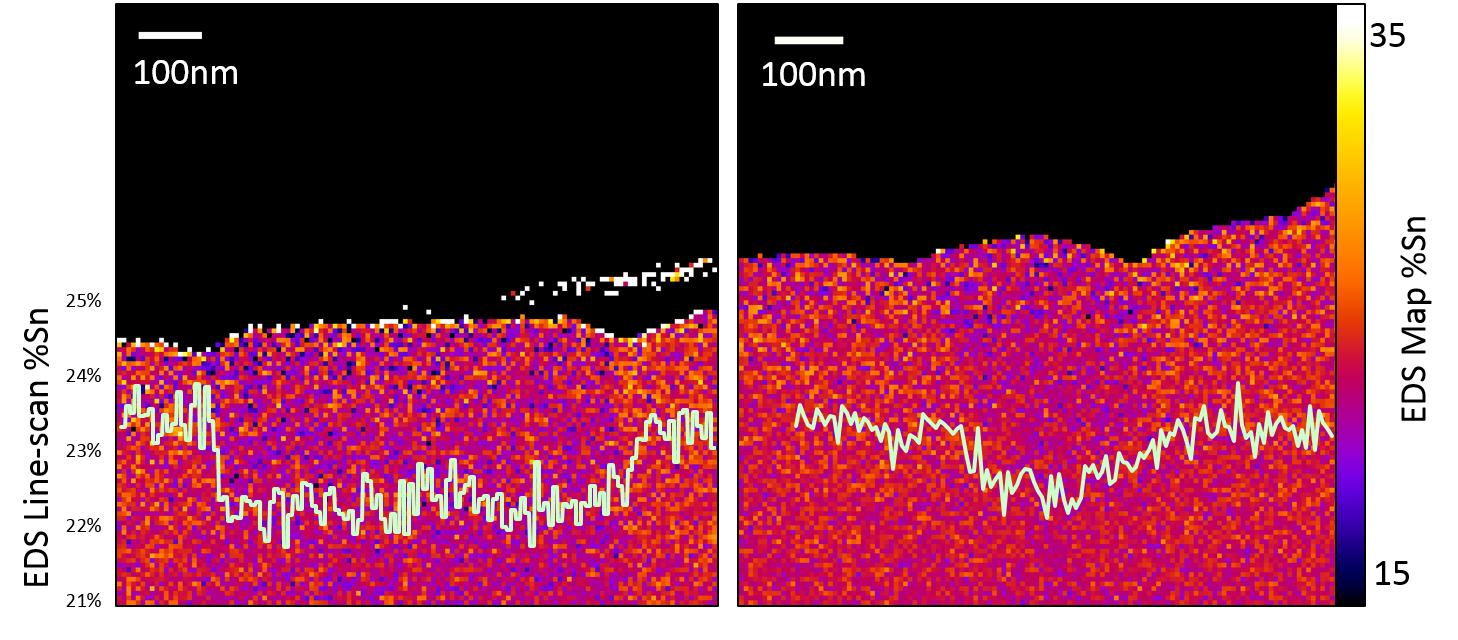 100nm
100nm
35
EDS Line-scan %Sn
25%
24%
23%
22%
21%
EDS Map %Sn
15